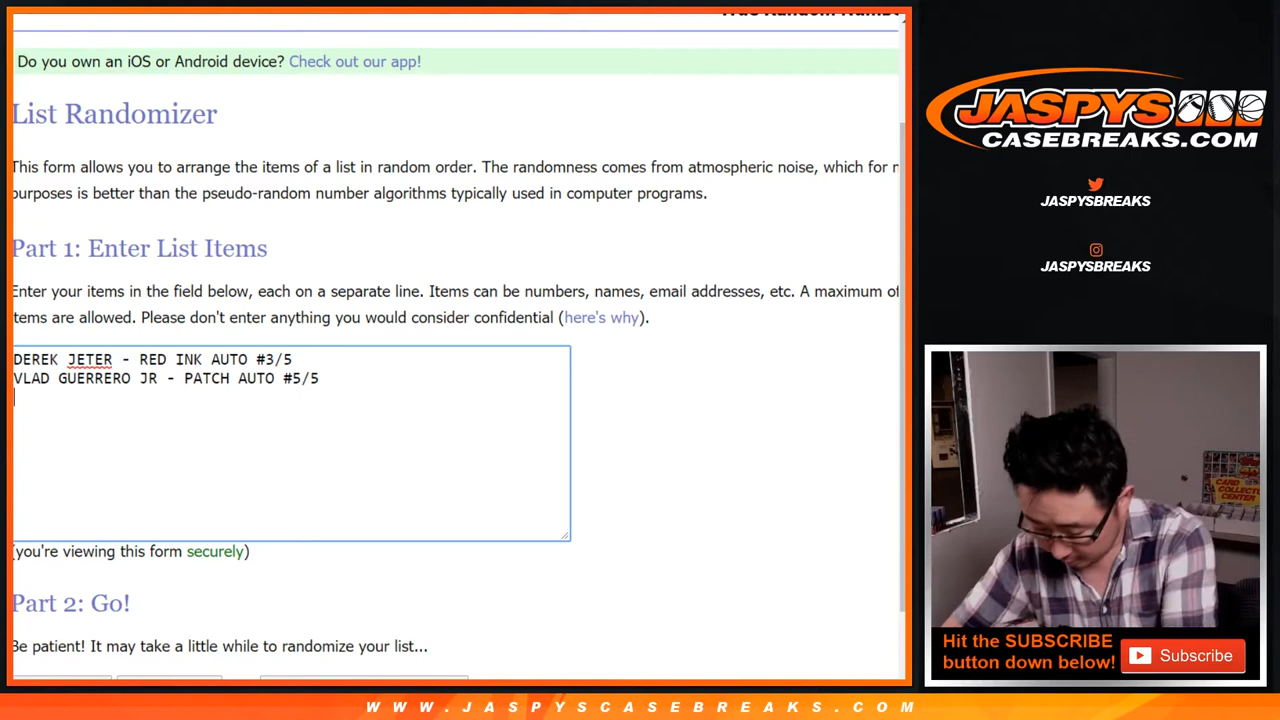 Do you own an iOS or Android device? Check out our app!
List Randomizer
This form allows you to arrange the items of a list in random order. The randomness comes from atmospheric noise, which for
purposes is better than the pseudo-random number algorithms typically used in computer programs.
Part 1: Enter List Items
Enter your items in the field below, each on a separate line. Items can be numbers, names, email addresses, etc. A maximum of
items are allowed. Please don't enter anything you would consider confidential (here's why).
DEREK JETER - RED INK AUTO #3/5
VLAD GUERRERO JR - PATCH AUTO #5/5
(you're viewing this form securely)
Part 2: Go!
Be patient! It may take a little while to randomize your list...
JASPYS
CASEBREAKS.COM
JASPYSBREAKS
JASPYSBREAKS
CARD
COLLECTOR
CENTER
Hit the SUBSCRIBE
button down below!
Subscribe
WWW.JASPYSCASEBREAKS.COM